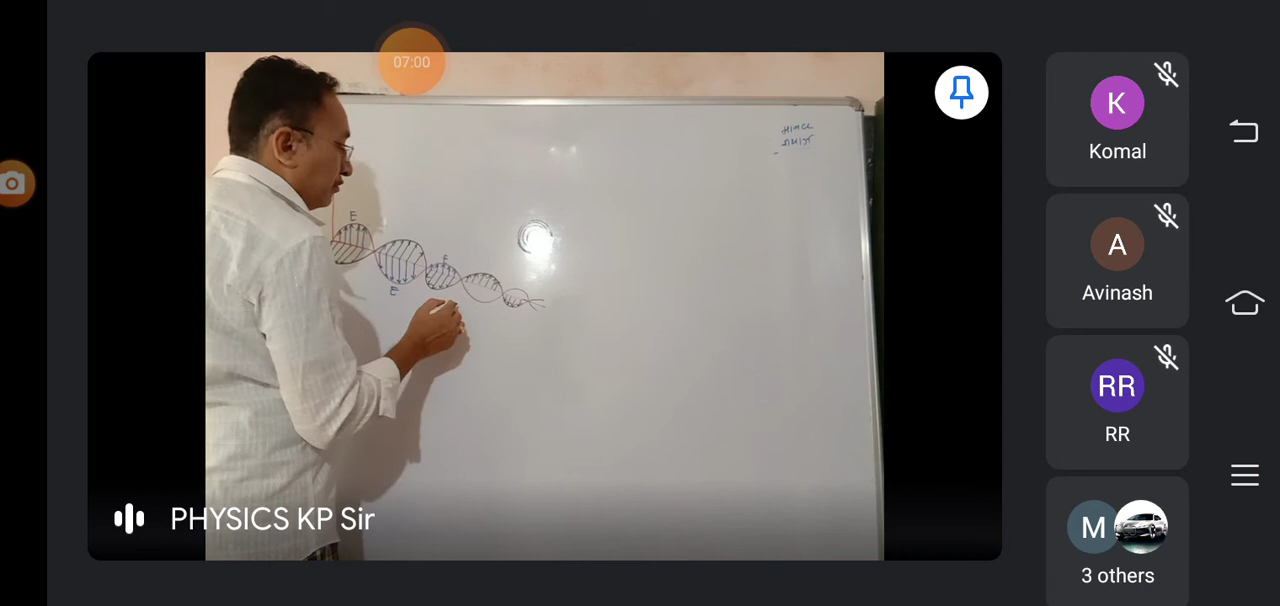 07:00
E
E
E
K
Komal
A
Avinash
RR
RR
M
3 others
PHYSICS KP Sir